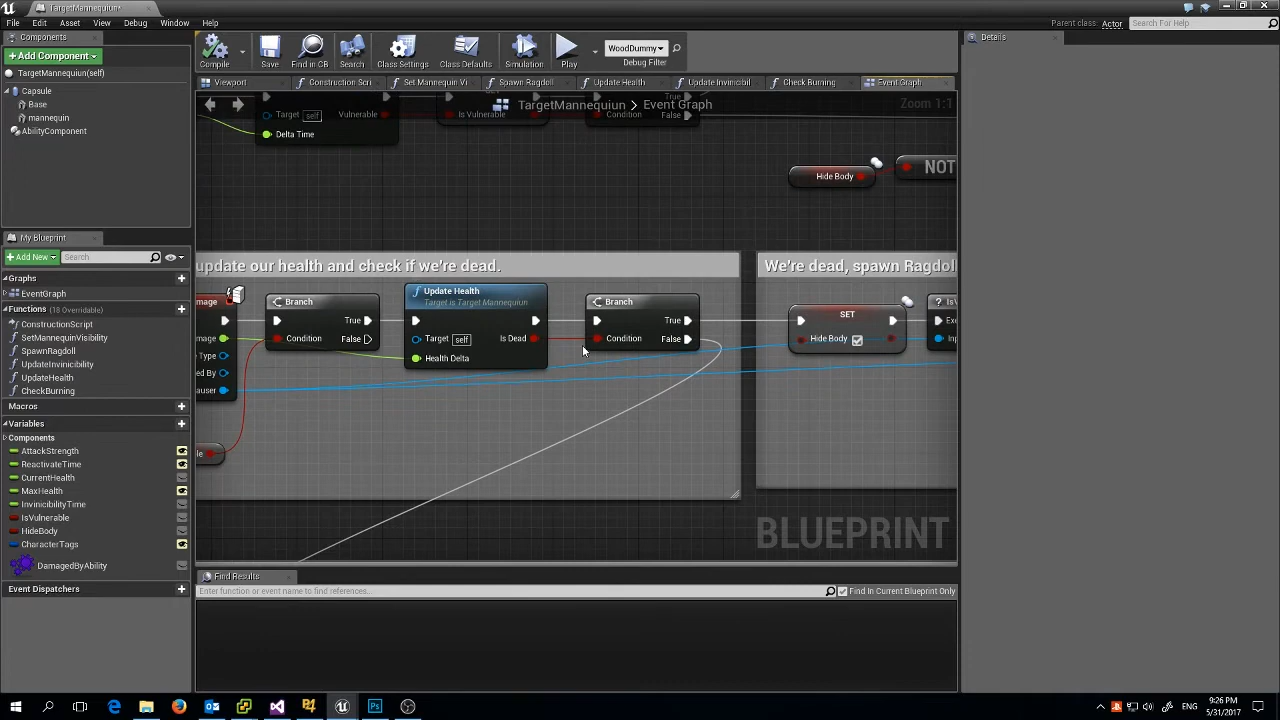 TargetMannequiun*
File Edit Asset View Debug Window Help
Parent class: Actor
Search For Help
Components
Add Component
TargetMannequiun(self)
Capsule
Base
mannequin
AbilityComponent
My Blueprint
Add New
Search
Graphs
EventGraph
Functions (18 Overridable)
ConstructionScript
SetMannequinVisibility
SpawnRagdoll
UpdateInvincibility
UpdateHealth
CheckBurning
Macros
Variables
Components
AttackStrength
ReactivateTime
CurrentHealth
MaxHealth
InvinicibilityTime
IsVulnerable
HideBody
CharacterTags
DamagedByAbility
Event Dispatchers
Compile
Save
Find in CB
Search
Class Settings
Class Defaults
Simulation
Play
WoodDummy
Debug Filter
Viewport
Construction Scri
Set Mannequin Vi
Spawn Ragdoll
Update Health
Update Invincibil
Check Burning
Event Graph
TargetMannequiun > Event Graph
Zoom 1:1
Target self
Vulnerable
Delta Time
Is Vulnerable
True
Condition False
Hide Body
NOT
update our health and check if we're dead.
We're dead, spawn Ragdol
Branch
True
Condition False
Update Health
Target is Target Mannequiun
Target self
Is Dead
Health Delta
Branch
True
Condition False
SET
Hide Body
BLUEPRINT
Find Results
Enter function or event name to find references...
Find In Current Blueprint Only
Details
ENG
9:26 PM
5/31/2017